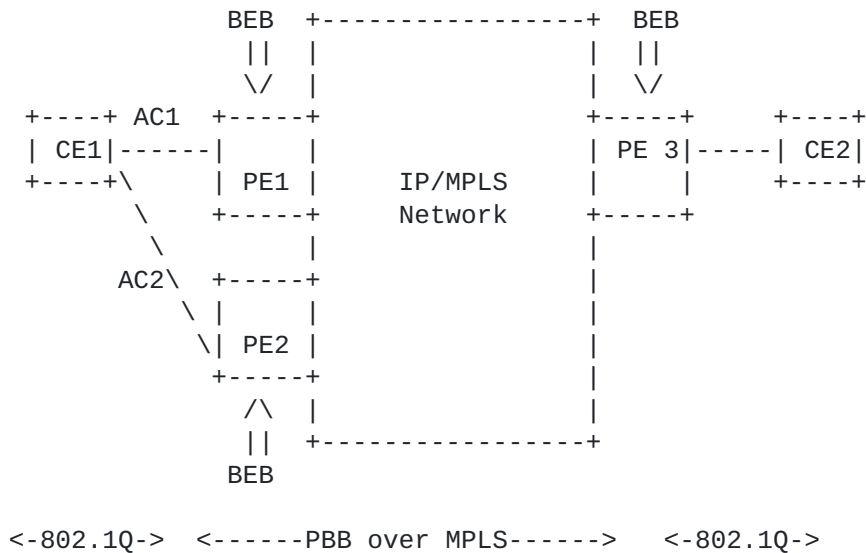 BEB BEB
AC1
CE1 PE 3 CE2
PE1 IP/MPLS
Network
AC2
PE2
BEB
<-802.1Q-> <------PBB over MPLS------> <-802.1Q->